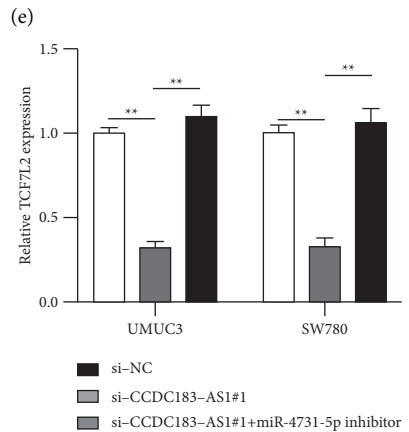 (e)
1.5
1.0
0.5
0.0
Relative TCF7L2 expression
** ** ** **
UMUC3 SW780
si–NC
si–CCDC183–AS1#1
si–CCDC183–AS1#1+miR-4731-5p inhibitor